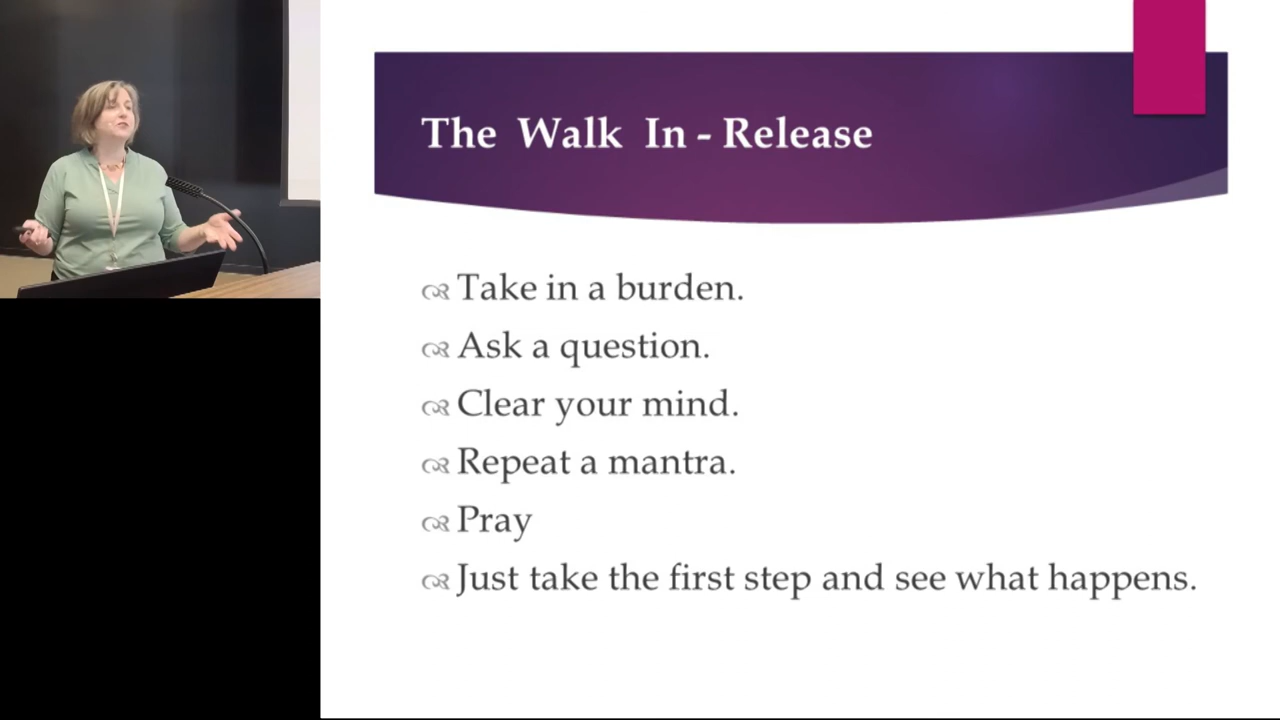 The Walk In - Release
Take in a burden.
Ask a question.
Clear your mind.
Repeat a mantra.
Pray
Just take the first step and see what happens.